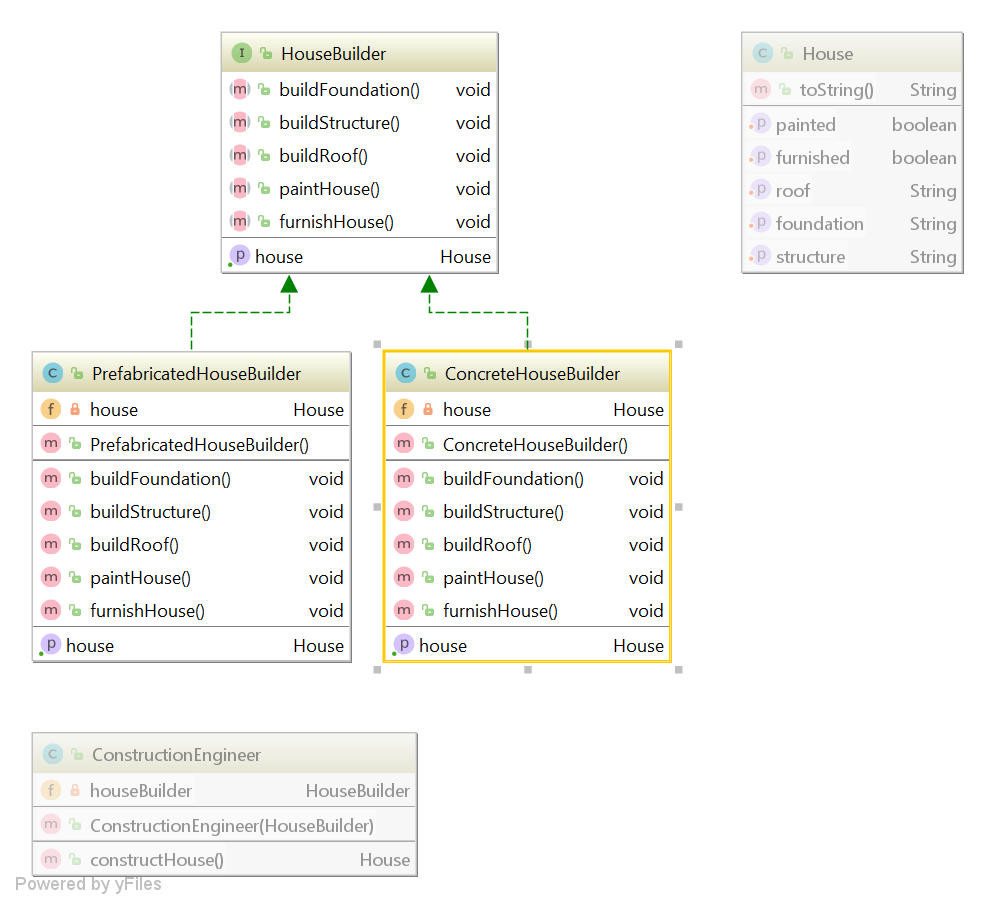 HouseBuilder
buildFoundation() void
buildStructure() void
buildRoof() void
paintHouse() void
furnishHouse() void
house House
House
toString() String
painted boolean
furnished boolean
roof String
foundation String
structure String
PrefabricatedHouseBuilder
house House
PrefabricatedHouseBuilder()
buildFoundation() void
buildStructure() void
buildRoof() void
paintHouse() void
furnishHouse() void
house House
ConcreteHouseBuilder
house House
ConcreteHouseBuilder()
buildFoundation() void
buildStructure() void
buildRoof() void
paintHouse() void
furnishHouse() void
house House
ConstructionEngineer
houseBuilder HouseBuilder
ConstructionEngineer(HouseBuilder)
constructHouse() House
Powered by yFiles